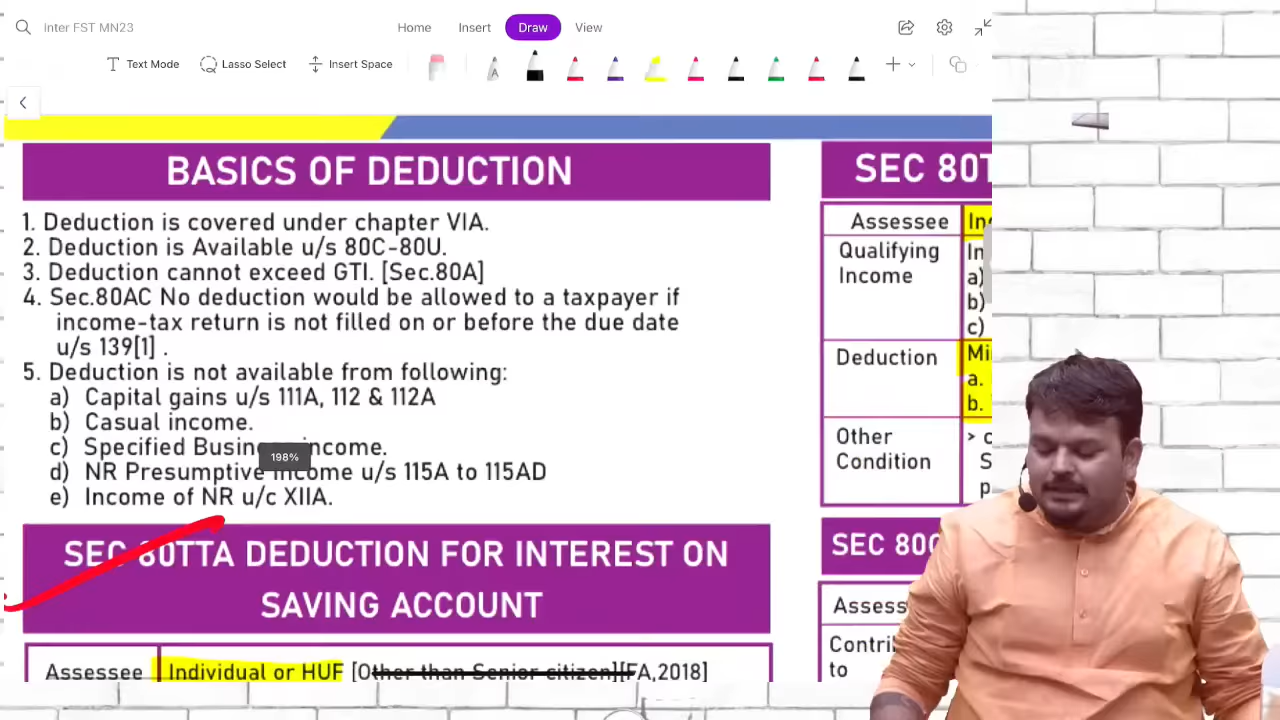 Inter FST MN23
Home
Insert
Draw
View
Text Mode
Lasso Select
Insert Space
BASICS OF DEDUCTION
1. Deduction is covered under chapter VIA.
2. Deduction is Available u/s 80C-80U.
3. Deduction cannot exceed GTI. [Sec.80A]
4. Sec.80AC No deduction would be allowed to a taxpayer if
income-tax return is not filled on or before the due date
u/s 139[1] .
5. Deduction is not available from following:
a) Capital gains u/s 111A, 112 & 112A
b) Casual income.
c) Specified Business income.
198%
d) NR Presumptive income u/s 115A to 115AD
e) Income of NR u/c XIIA.
SEC 80TTA DEDUCTION FOR INTEREST ON
SAVING ACCOUNT
Assessee Individual or HUF [Other than Senior citizen][FA,2018]
SEC 80T
Assessee
Qualifying
Income
a)
b)
c)
Deduction
a.
b.
Other
Condition
SEC 80
Assess
Contri
to